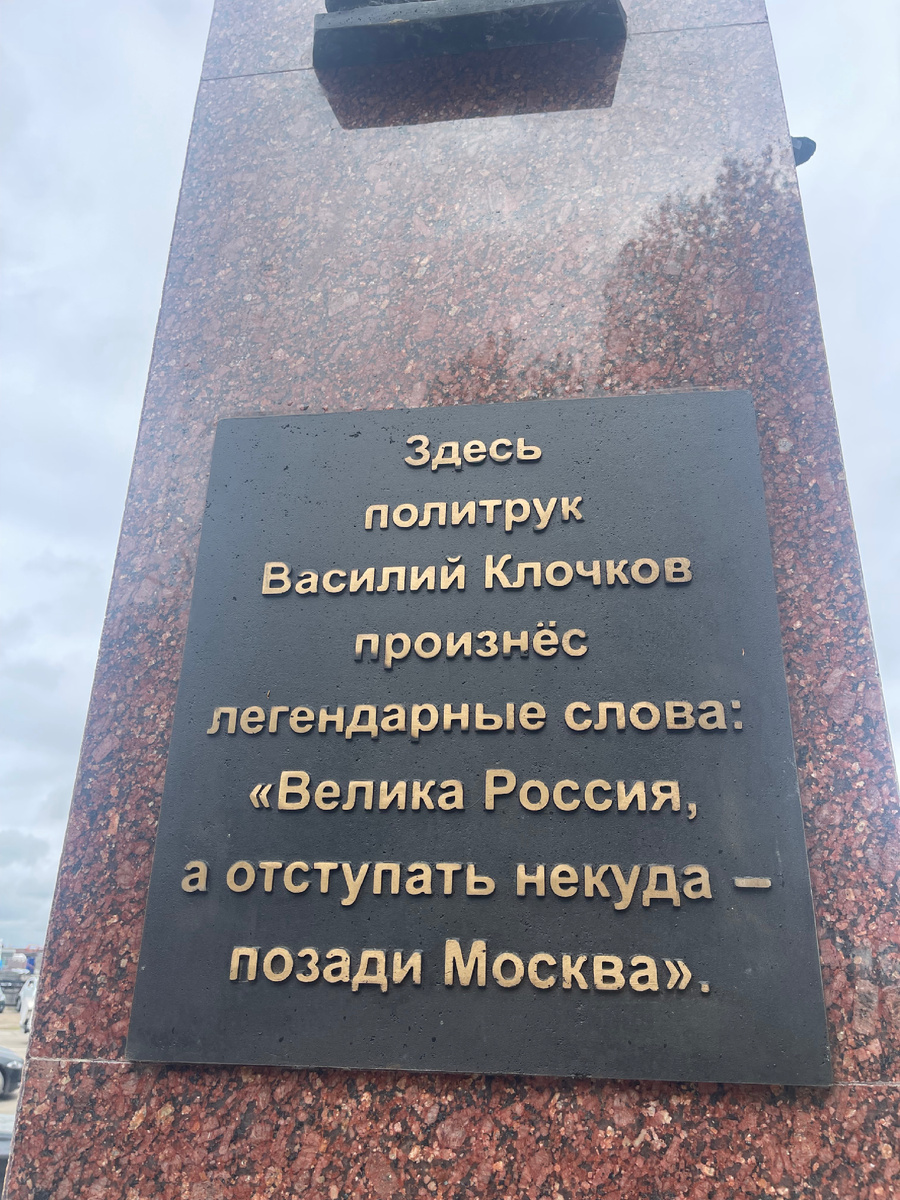 Здесь
политрук
Василий Клочков
произнёс
легендарные слова:
«Велика Россия,
а отступать некуда –
позади Москва».